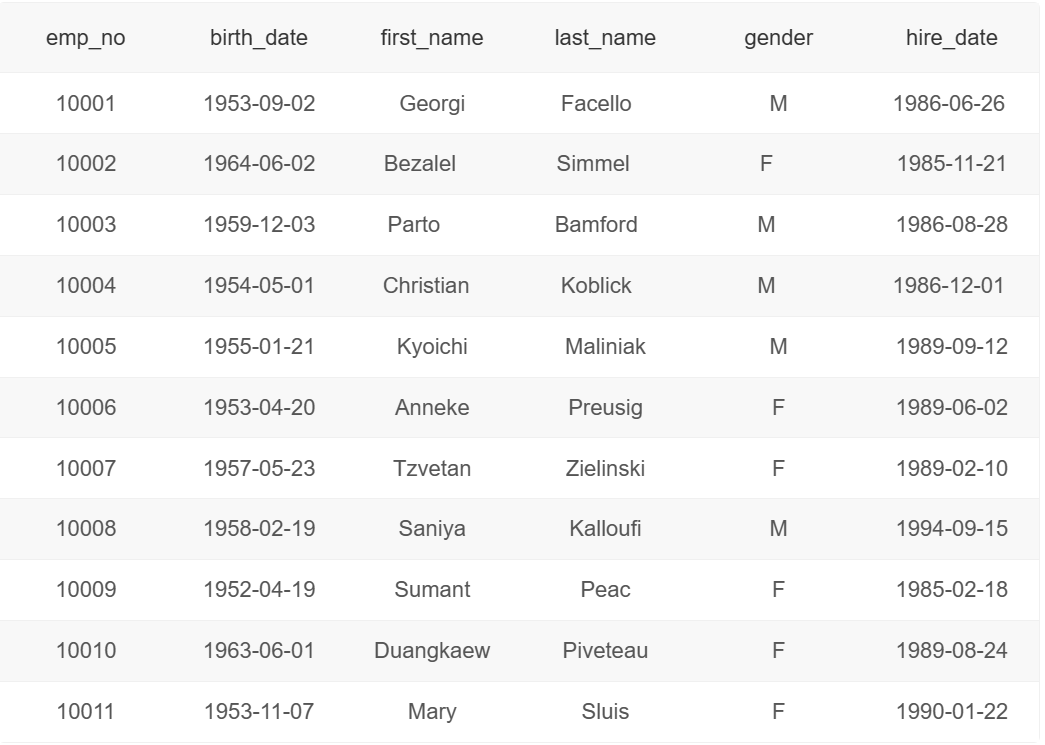 emp_no birth_date first_name last_name gender hire_date
10001 1953-09-02 Georgi Facello M 1986-06-26
10002 1964-06-02 Bezalel Simmel F 1985-11-21
10003 1959-12-03 Parto Bamford M 1986-08-28
10004 1954-05-01 Christian Koblick M 1986-12-01
10005 1955-01-21 Kyoichi Maliniak M 1989-09-12
10006 1953-04-20 Anneke Preusig F 1989-06-02
10007 1957-05-23 Tzvetan Zielinski F 1989-02-10
10008 1958-02-19 Saniya Kalloufi M 1994-09-15
10009 1952-04-19 Sumant Peac F 1985-02-18
10010 1963-06-01 Duangkaew Piveteau F 1989-08-24
10011 1953-11-07 Mary Sluis F 1990-01-22